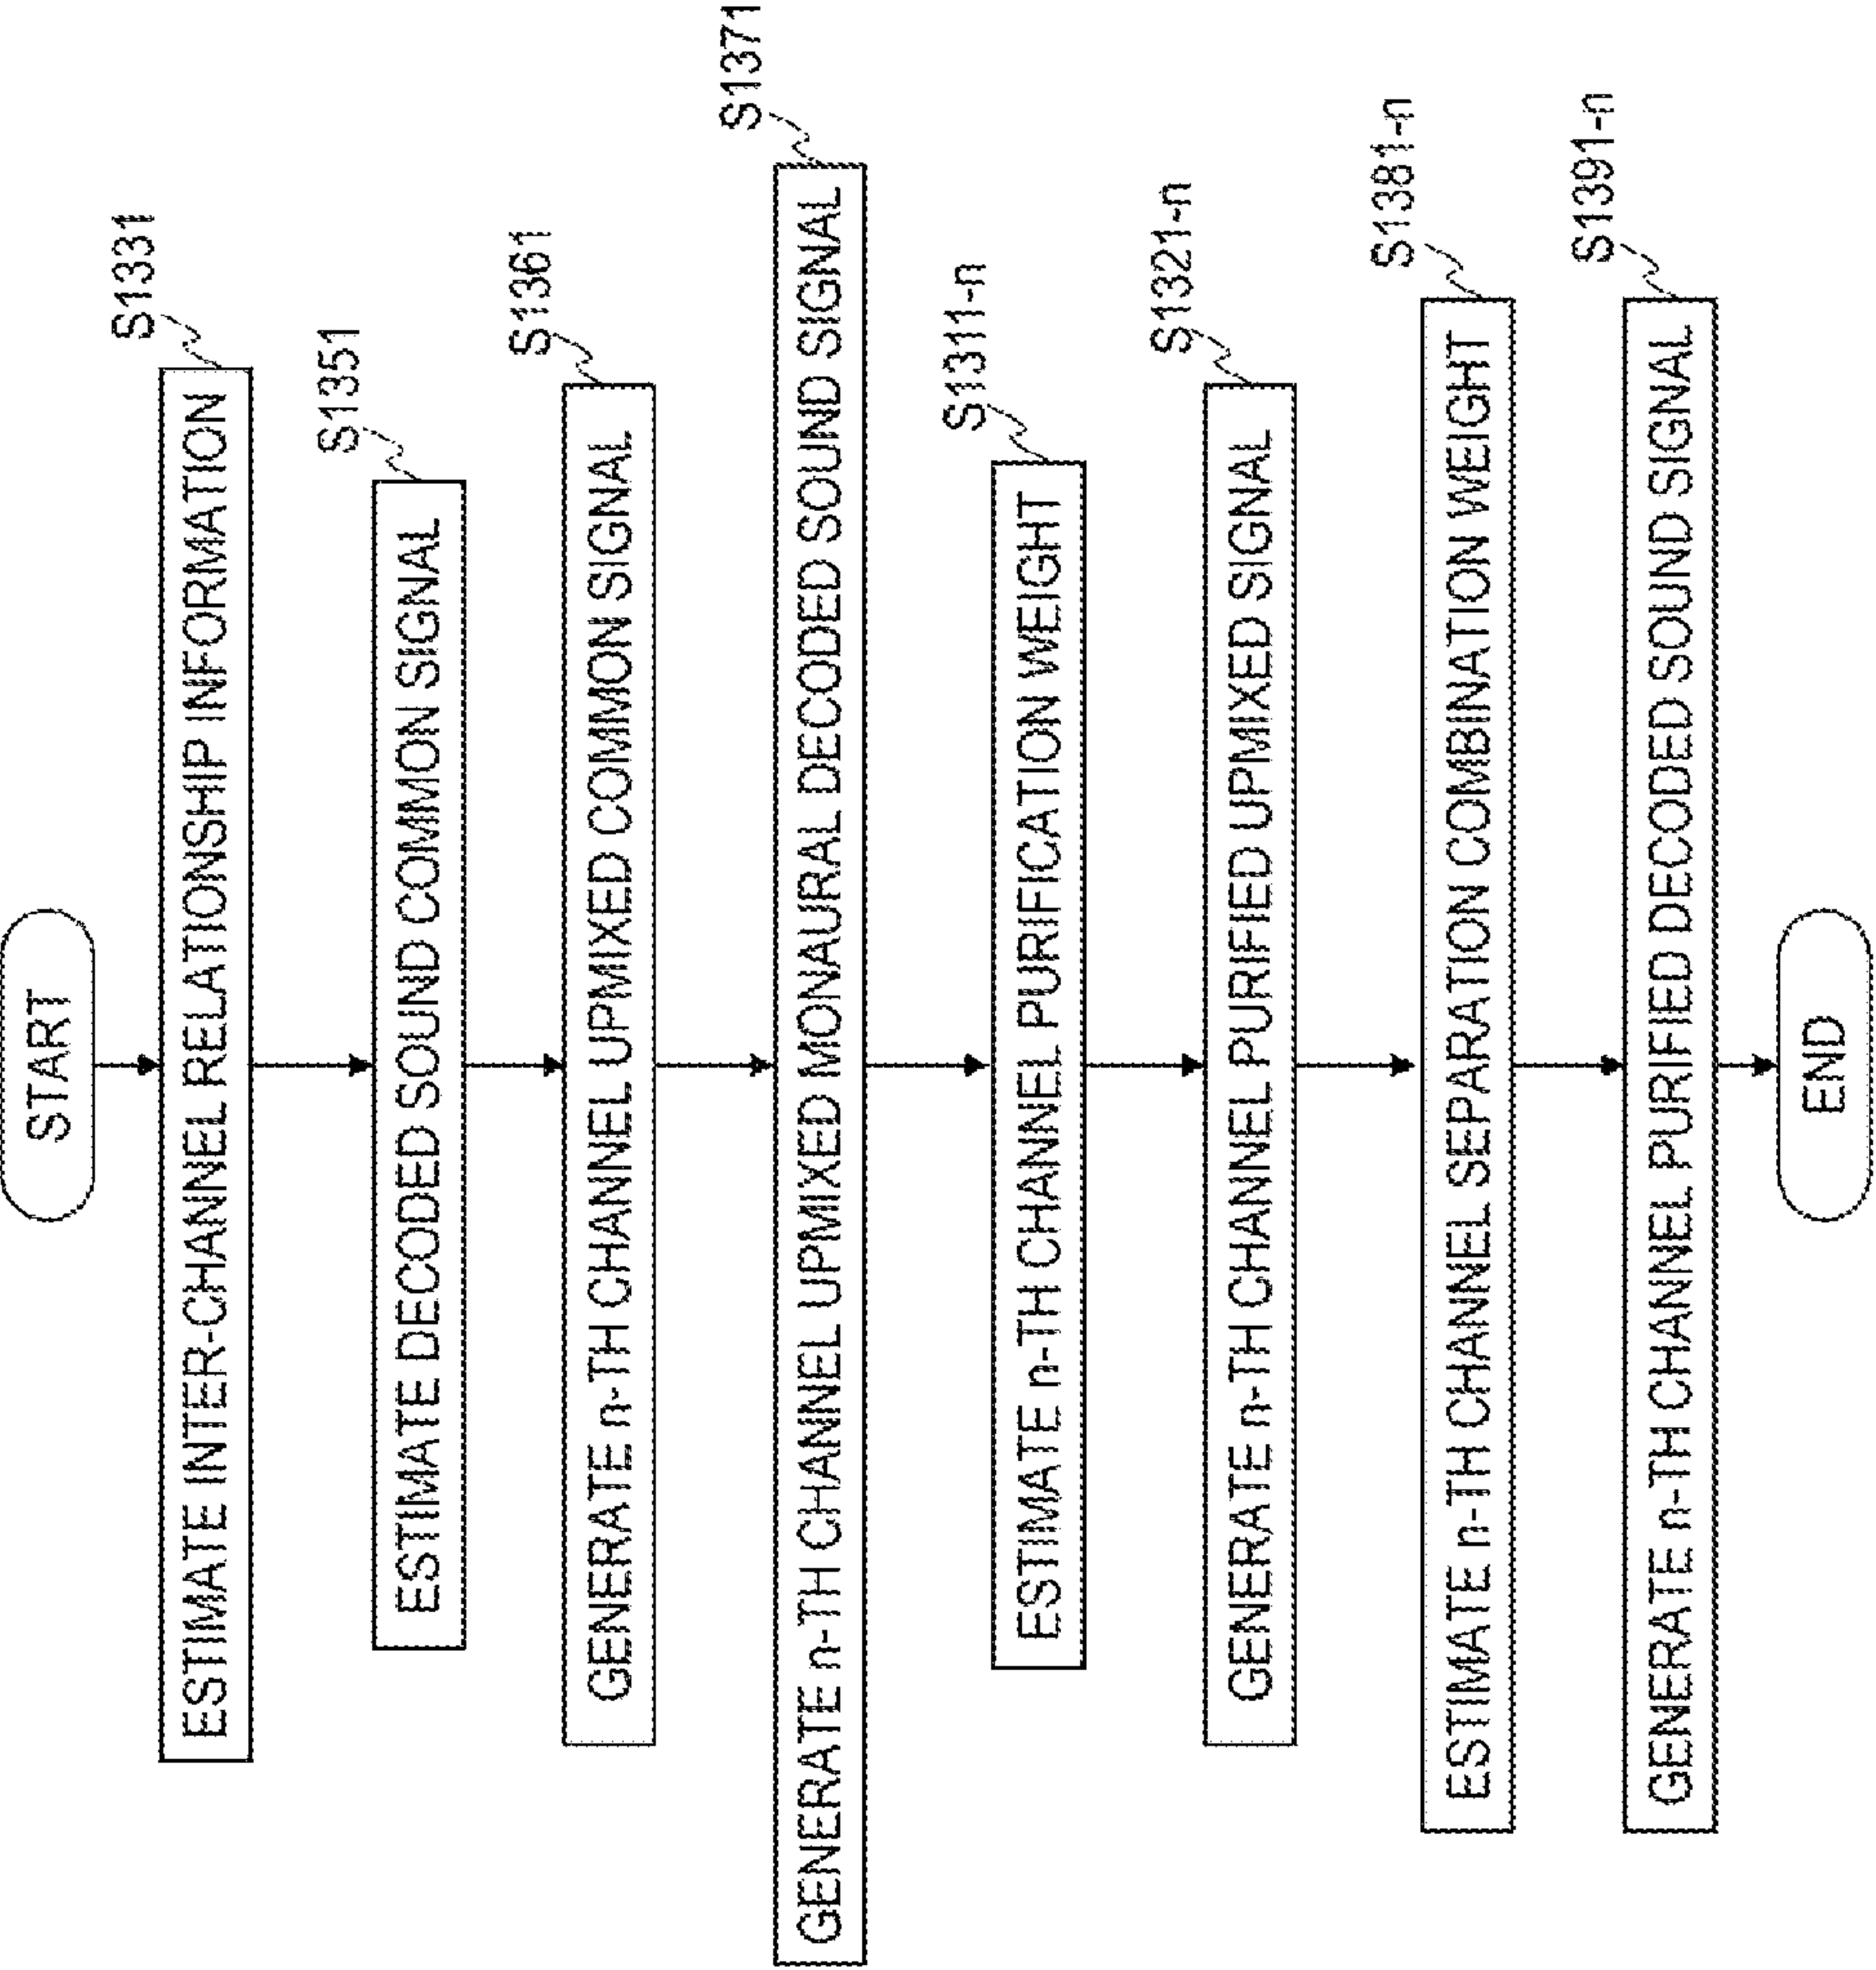 START
S1331
ESTIMATE INTER-CHANNEL RELATIONSHIP INFORMATION
S1351
ESTIMATE DECODED SOUND COMMON SIGNAL
S1361
GENERATE n-TH CHANNEL UPMIXED COMMON SIGNAL
S1371
GENERATE n-TH CHANNEL UPMIXED MONAURAL DECODED SOUND SIGNAL
S1311-n
ESTIMATE n-TH CHANNEL PURIFICATION WEIGHT
S1321-n
GENERATE n-TH CHANNEL PURIFIED UPMIXED SIGNAL
S1381-n
ESTIMATE n-TH CHANNEL SEPARATION COMBINATION WEIGHT
S1391-n
GENERATE n-TH CHANNEL PURIFIED DECODED SOUND SIGNAL
END